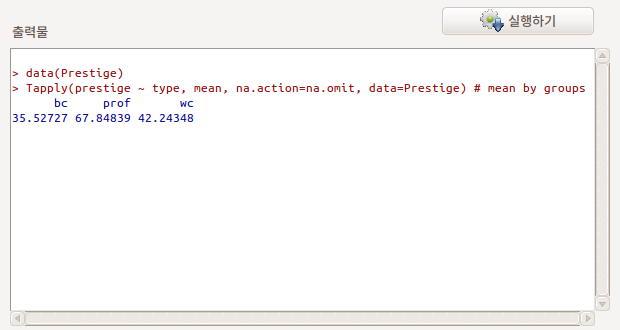 실행하기
출력물
> data(Prestige)
> Tapply(prestige ~ type, mean, na.action=na.omit, data=Prestige) # mean by groups
      bc     prof       wc
35.52727 67.84839 42.24348